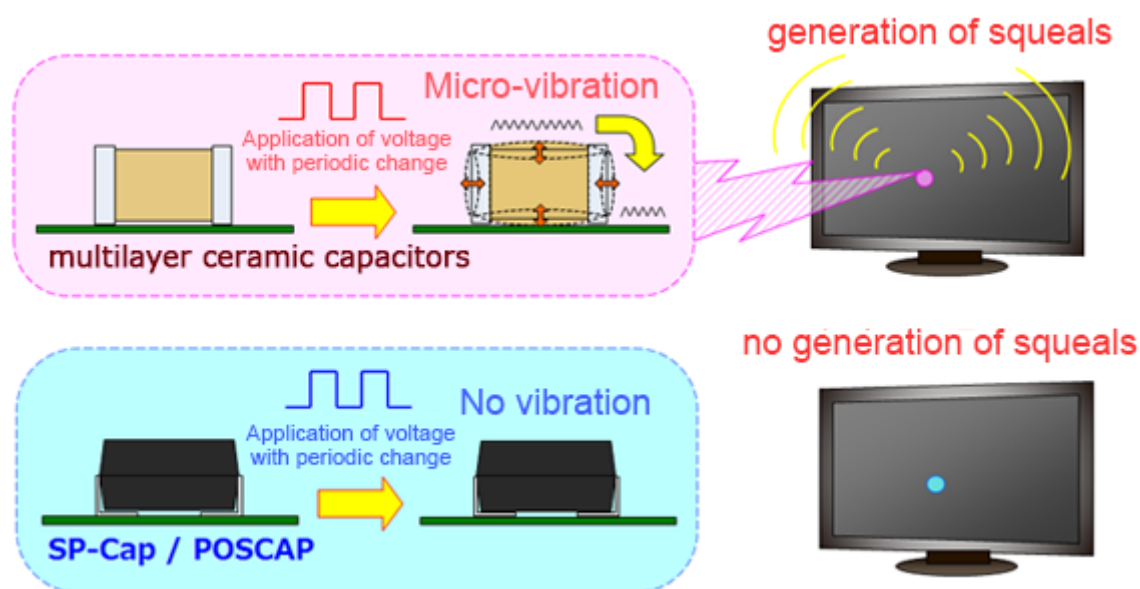 generation of squeals
Micro-vibration
Application of voltage
with periodic change
multilayer ceramic capacitors
no generation of squeals
No vibration
Application of voltage
with periodic change
SP-Cap / POSCAP